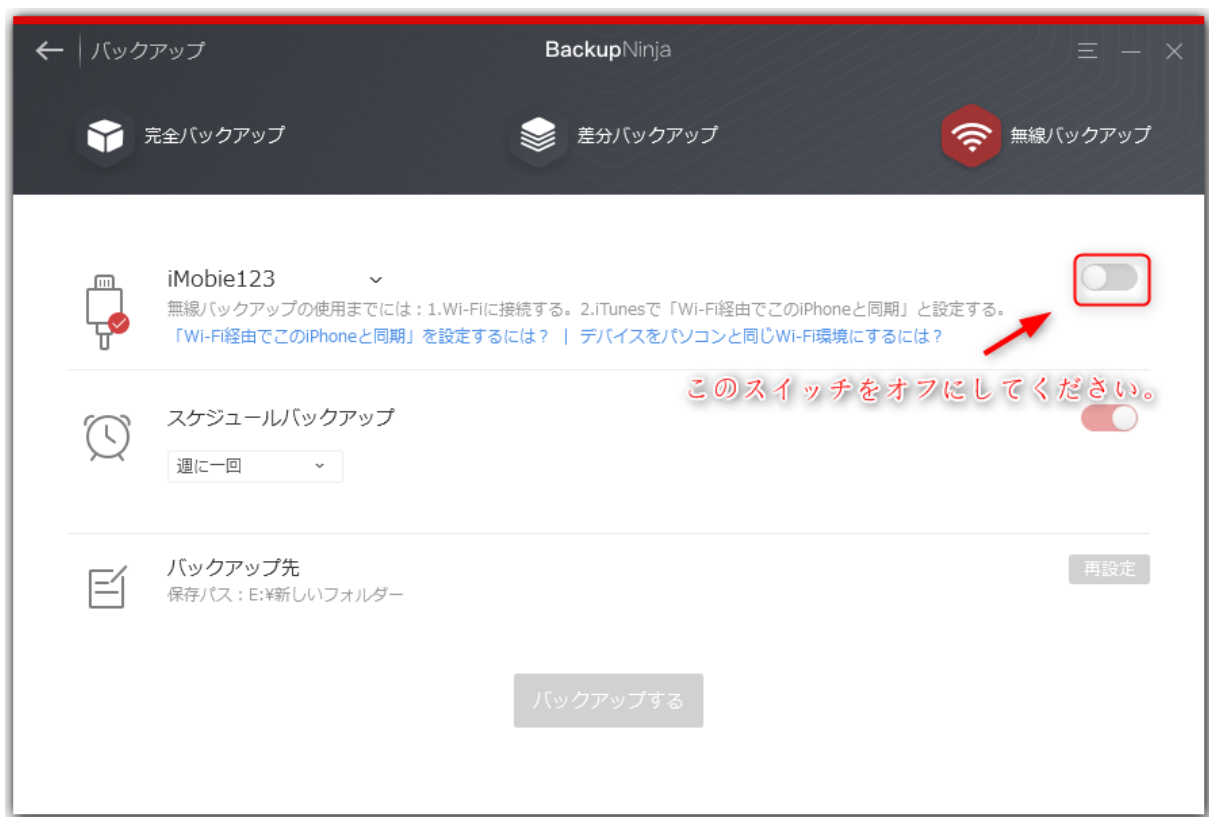 バックアップ
BackupNinja
完全バックアップ
差分バックアップ
無線バックアップ
iMobie123
無線バックアップの使用までには：1.Wi-Fiに接続する。2.iTunesで「Wi-Fi経由でこのiPhoneと同期」と設定する。
「Wi-Fi経由でこのiPhoneと同期」を設定するには？ | デバイスをパソコンと同じWi-Fi環境にするには？
このスイッチをオフにしてください。
スケジュールバックアップ
週に一回
バックアップ先
再設定
保存パス：E:¥新しいフォルダー
バックアップする